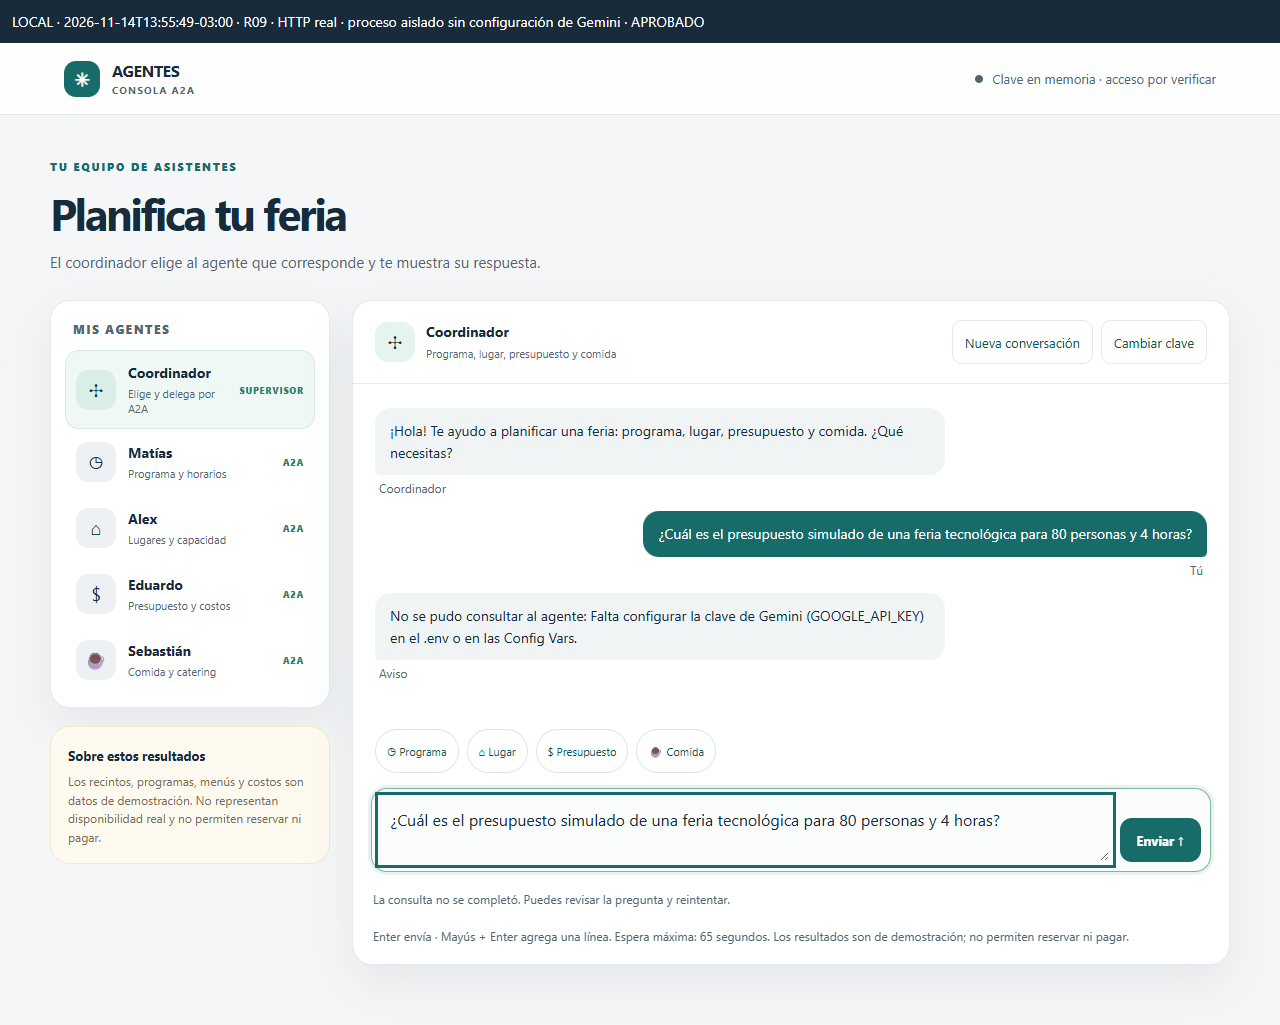 LOCAL · 2026-11-14T13:55:49-03:00 · R09 · HTTP real · proceso aislado sin configuración de Gemini · APROBADO
AGENTES
CONSOLA A2A
Clave en memoria · acceso por verificar
TU EQUIPO DE ASISTENTES
Planifica tu feria
El coordinador elige al agente que corresponde y te muestra su respuesta.
MIS AGENTES
Coordinador
Elige y delega por
A2A
SUPERVISOR
Matías
Programa y horarios
A2A
Alex
Lugares y capacidad
A2A
$
Eduardo
Presupuesto y costos
A2A
Sebastián
Comida y catering
A2A
Sobre estos resultados
Los recintos, programas, menús y costos son
datos de demostración. No representan
disponibilidad real y no permiten reservar ni
pagar.
Coordinador
Programa, lugar, presupuesto y comida
Nueva conversación
Cambiar clave
¡Hola! Te ayudo a planificar una feria: programa, lugar, presupuesto y comida. ¿Qué
necesitas?
Coordinador
¿Cuál es el presupuesto simulado de una feria tecnológica para 80 personas y 4 horas?
Tú
No se pudo consultar al agente: Falta configurar la clave de Gemini (GOOGLE_API_KEY)
en el .env o en las Config Vars.
Aviso
Programa
Lugar
$ Presupuesto
Comida
¿Cuál es el presupuesto simulado de una feria tecnológica para 80 personas y 4 horas?
Enviar ↑
La consulta no se completó. Puedes revisar la pregunta y reintentar.
Enter envía · Mayús + Enter agrega una línea. Espera máxima: 65 segundos. Los resultados son de demostración; no permiten reservar ni pagar.